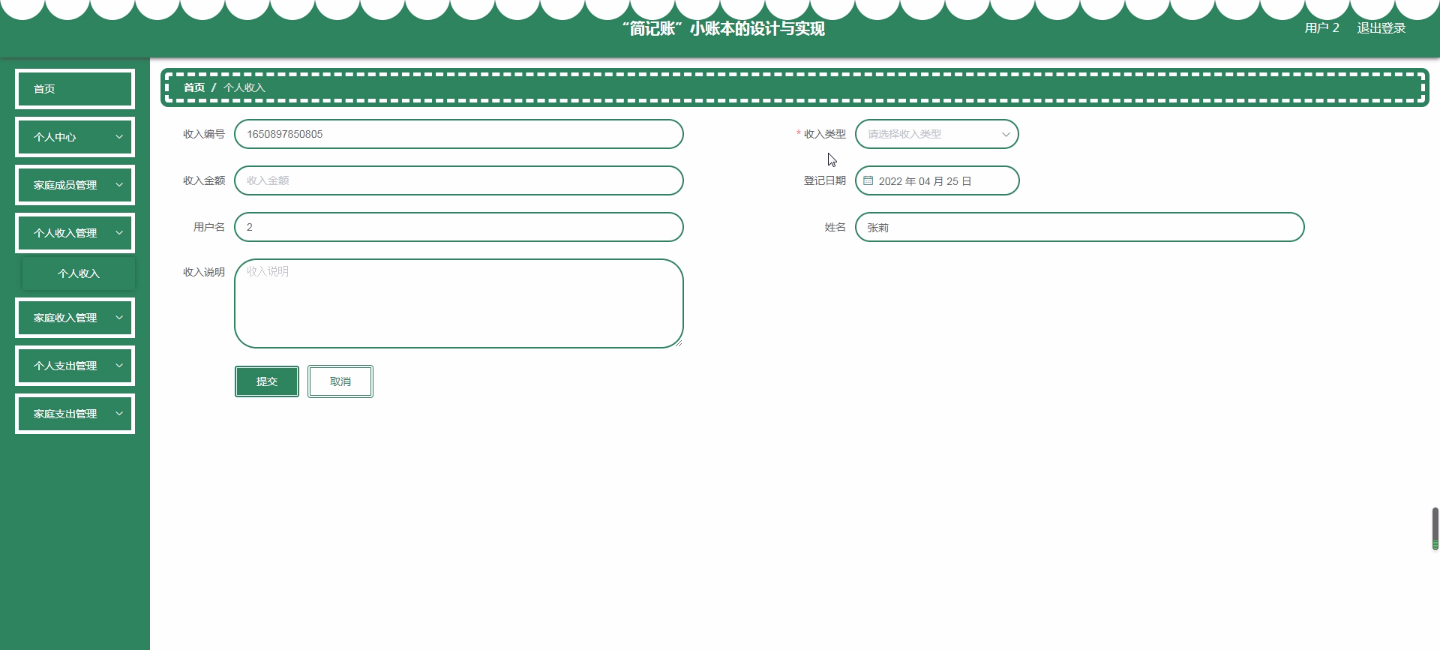 “简记账”小账本的设计与实现
用户 2 退出登录
首页
个人中心
家庭成员管理
个人收入管理
个人收入
家庭收入管理
个人支出管理
家庭支出管理
首页 / 个人收入
收入编号 1650897850805 * 收入类型 请选择收入类型
收入金额 收入金额 登记日期 2022 年 04 月 25 日
用户名 2 姓名 张莉
收入说明 收入说明
提交 取消